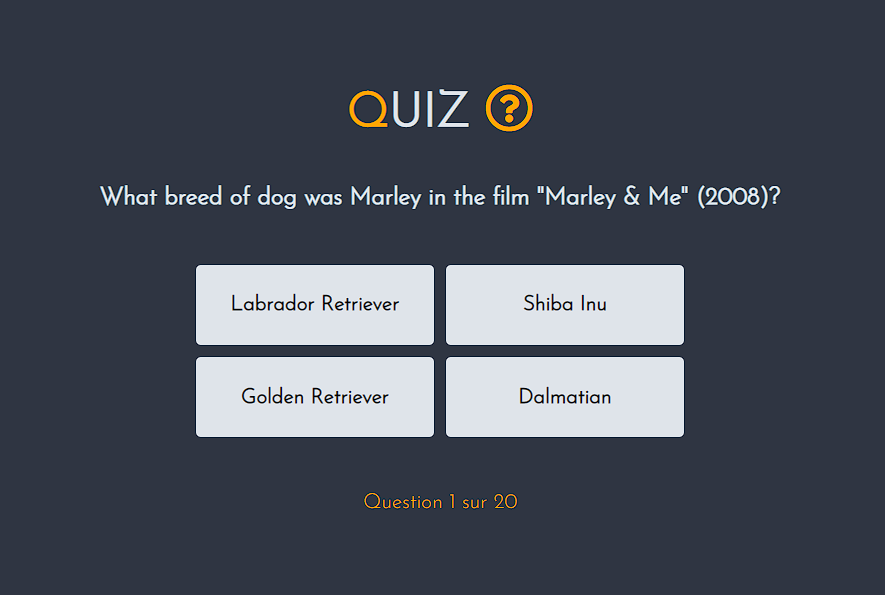 QUIZ
What breed of dog was Marley in the film "Marley & Me" (2008)?
Labrador Retriever
Shiba Inu
Golden Retriever
Dalmatian
Question 1 sur 20